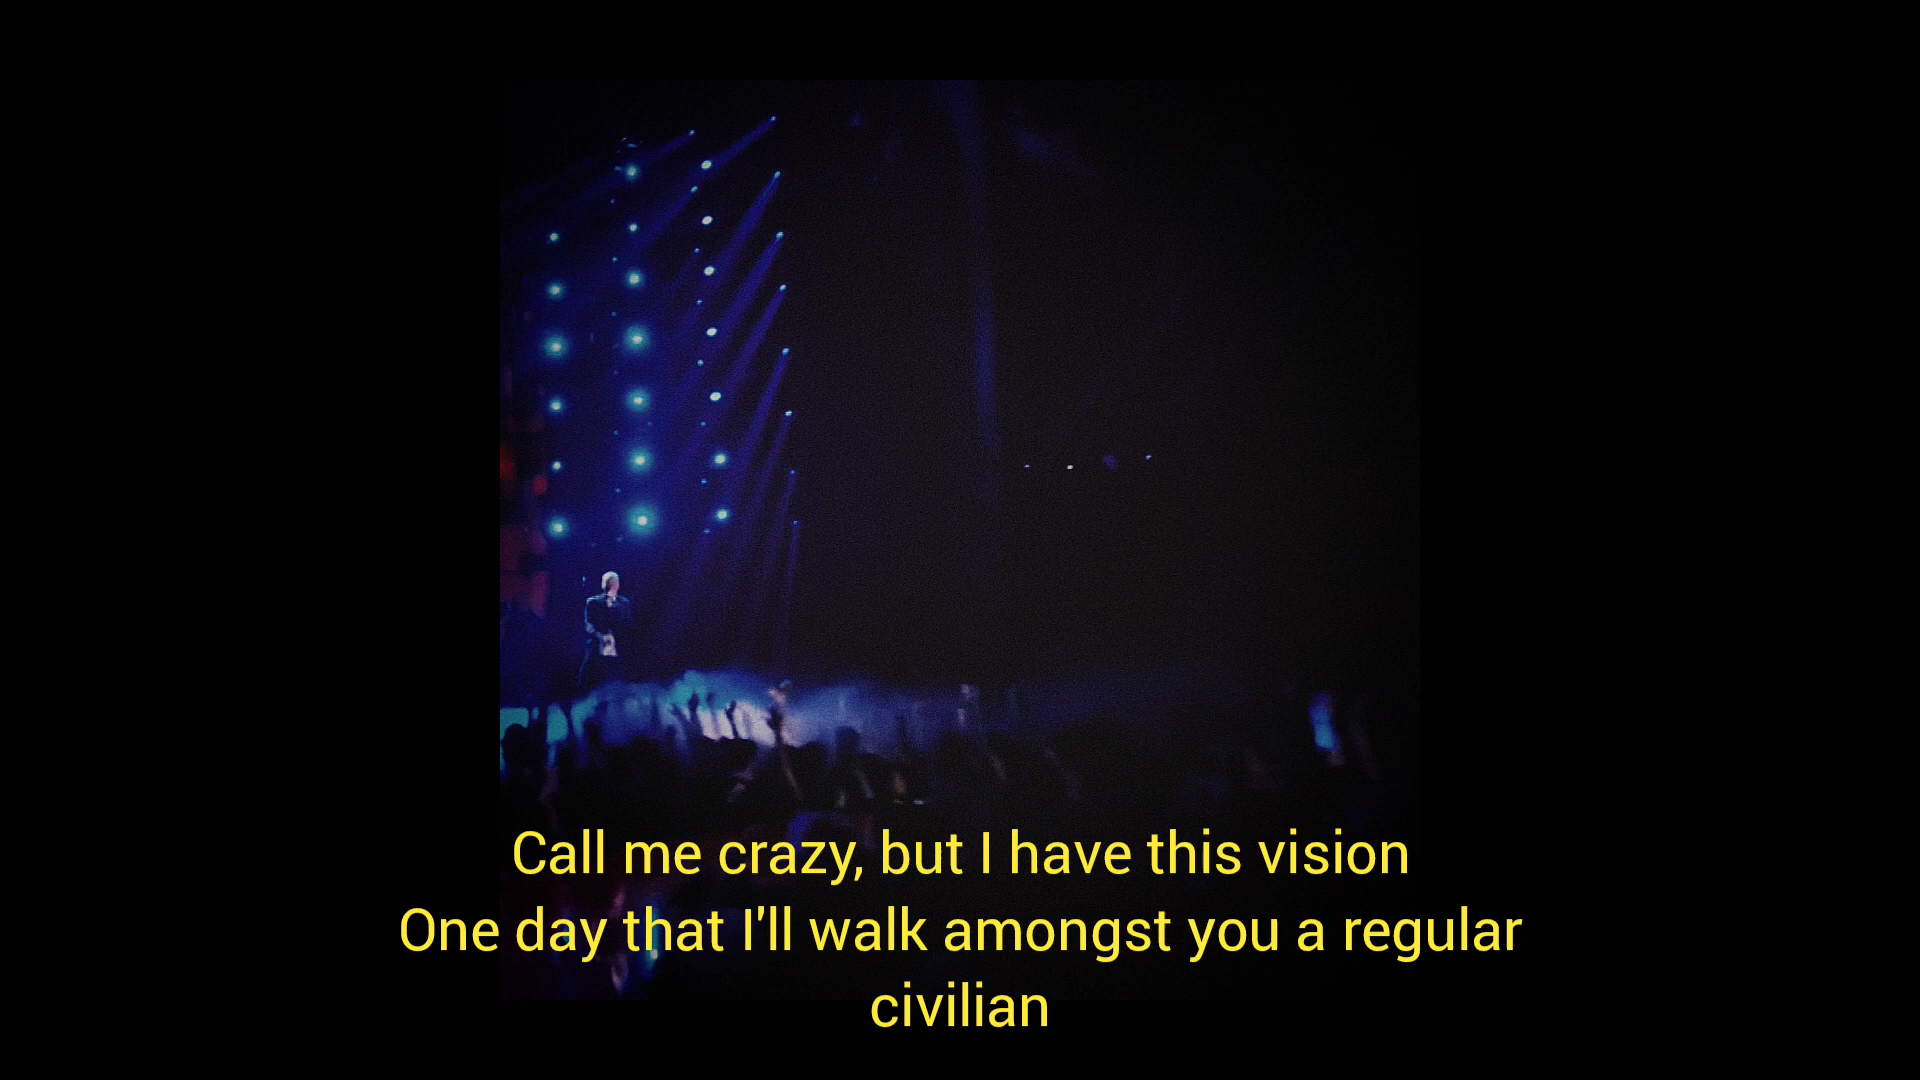 Call me crazy, but I have this vision
One day that I'll walk amongst you a regular
civilian